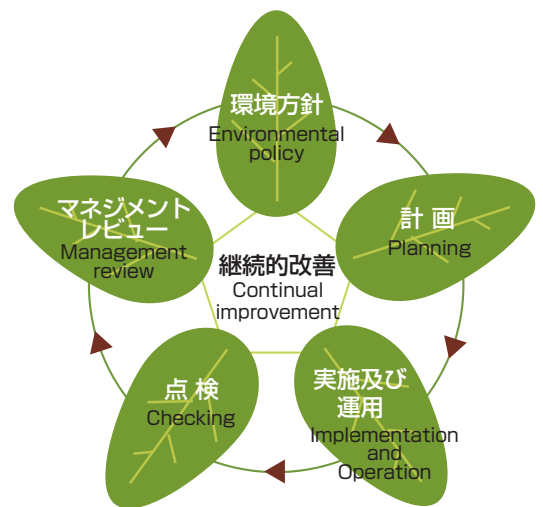 環境方針
Environmental
policy
計 画
Planning
実施及び
運用
Implementation
and
Operation
点 検
Checking
マネジメント
レビュー
Management
review
継続的改善
Continual
improvement